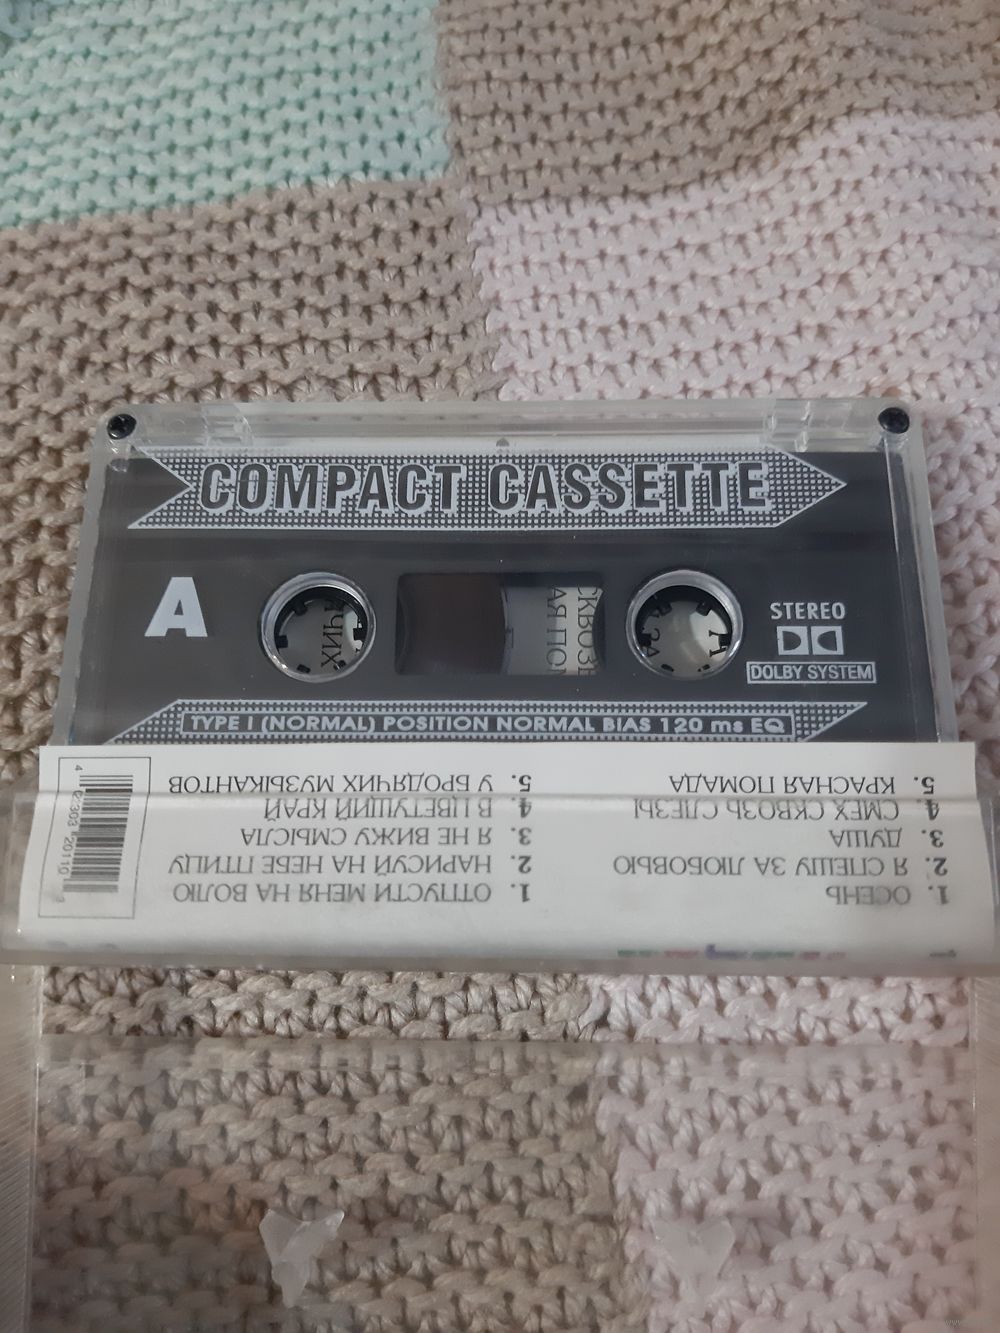 COMPACT CASSETTE
A
STEREO
DOLBY SYSTEM
TYPE I (NORMAL) POSITION NORMAL BIAS 120 ms EQ
1. ОСЕНЬ
2. Я СПЕШУ ЗА ЛЮБОВЬЮ
3. ДУША
4. СМЕХ СКВОЗЬ СЛЕЗЫ
5. КРАСНАЯ ПОМАДА
1. ОТПУСТИ МЕНЯ НА ВОЛЮ
2. НАРИСУЙ НА НЕБЕ ПТИЦУ
3. Я НЕ ВИЖУ СМЫСЛА
4. В ЦВЕТУЩИЙ КРАЙ
5. У БРОДЯЧИХ МУЗЫКАНТОВ